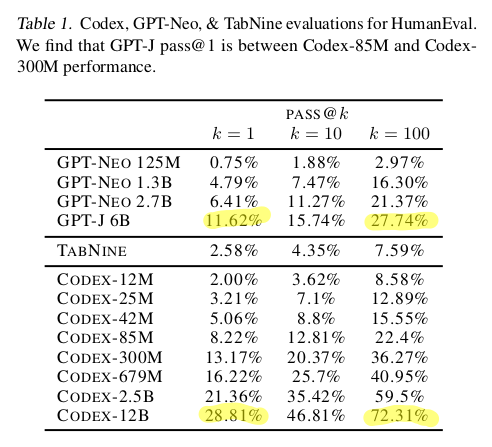 Table 1. Codex, GPT-Neo, & TabNine evaluations for HumanEval.
We find that GPT-J pass@1 is between Codex-85M and Codex-
300M performance.
PASS@k
k = 1 k = 10 k = 100
GPT-NEO 125M 0.75% 1.88% 2.97%
GPT-NEO 1.3B 4.79% 7.47% 16.30%
GPT-NEO 2.7B 6.41% 11.27% 21.37%
GPT-J 6B 11.62% 15.74% 27.74%
TABNINE 2.58% 4.35% 7.59%
CODEX-12M 2.00% 3.62% 8.58%
CODEX-25M 3.21% 7.1% 12.89%
CODEX-42M 5.06% 8.8% 15.55%
CODEX-85M 8.22% 12.81% 22.4%
CODEX-300M 13.17% 20.37% 36.27%
CODEX-679M 16.22% 25.7% 40.95%
CODEX-2.5B 21.36% 35.42% 59.5%
CODEX-12B 28.81% 46.81% 72.31%